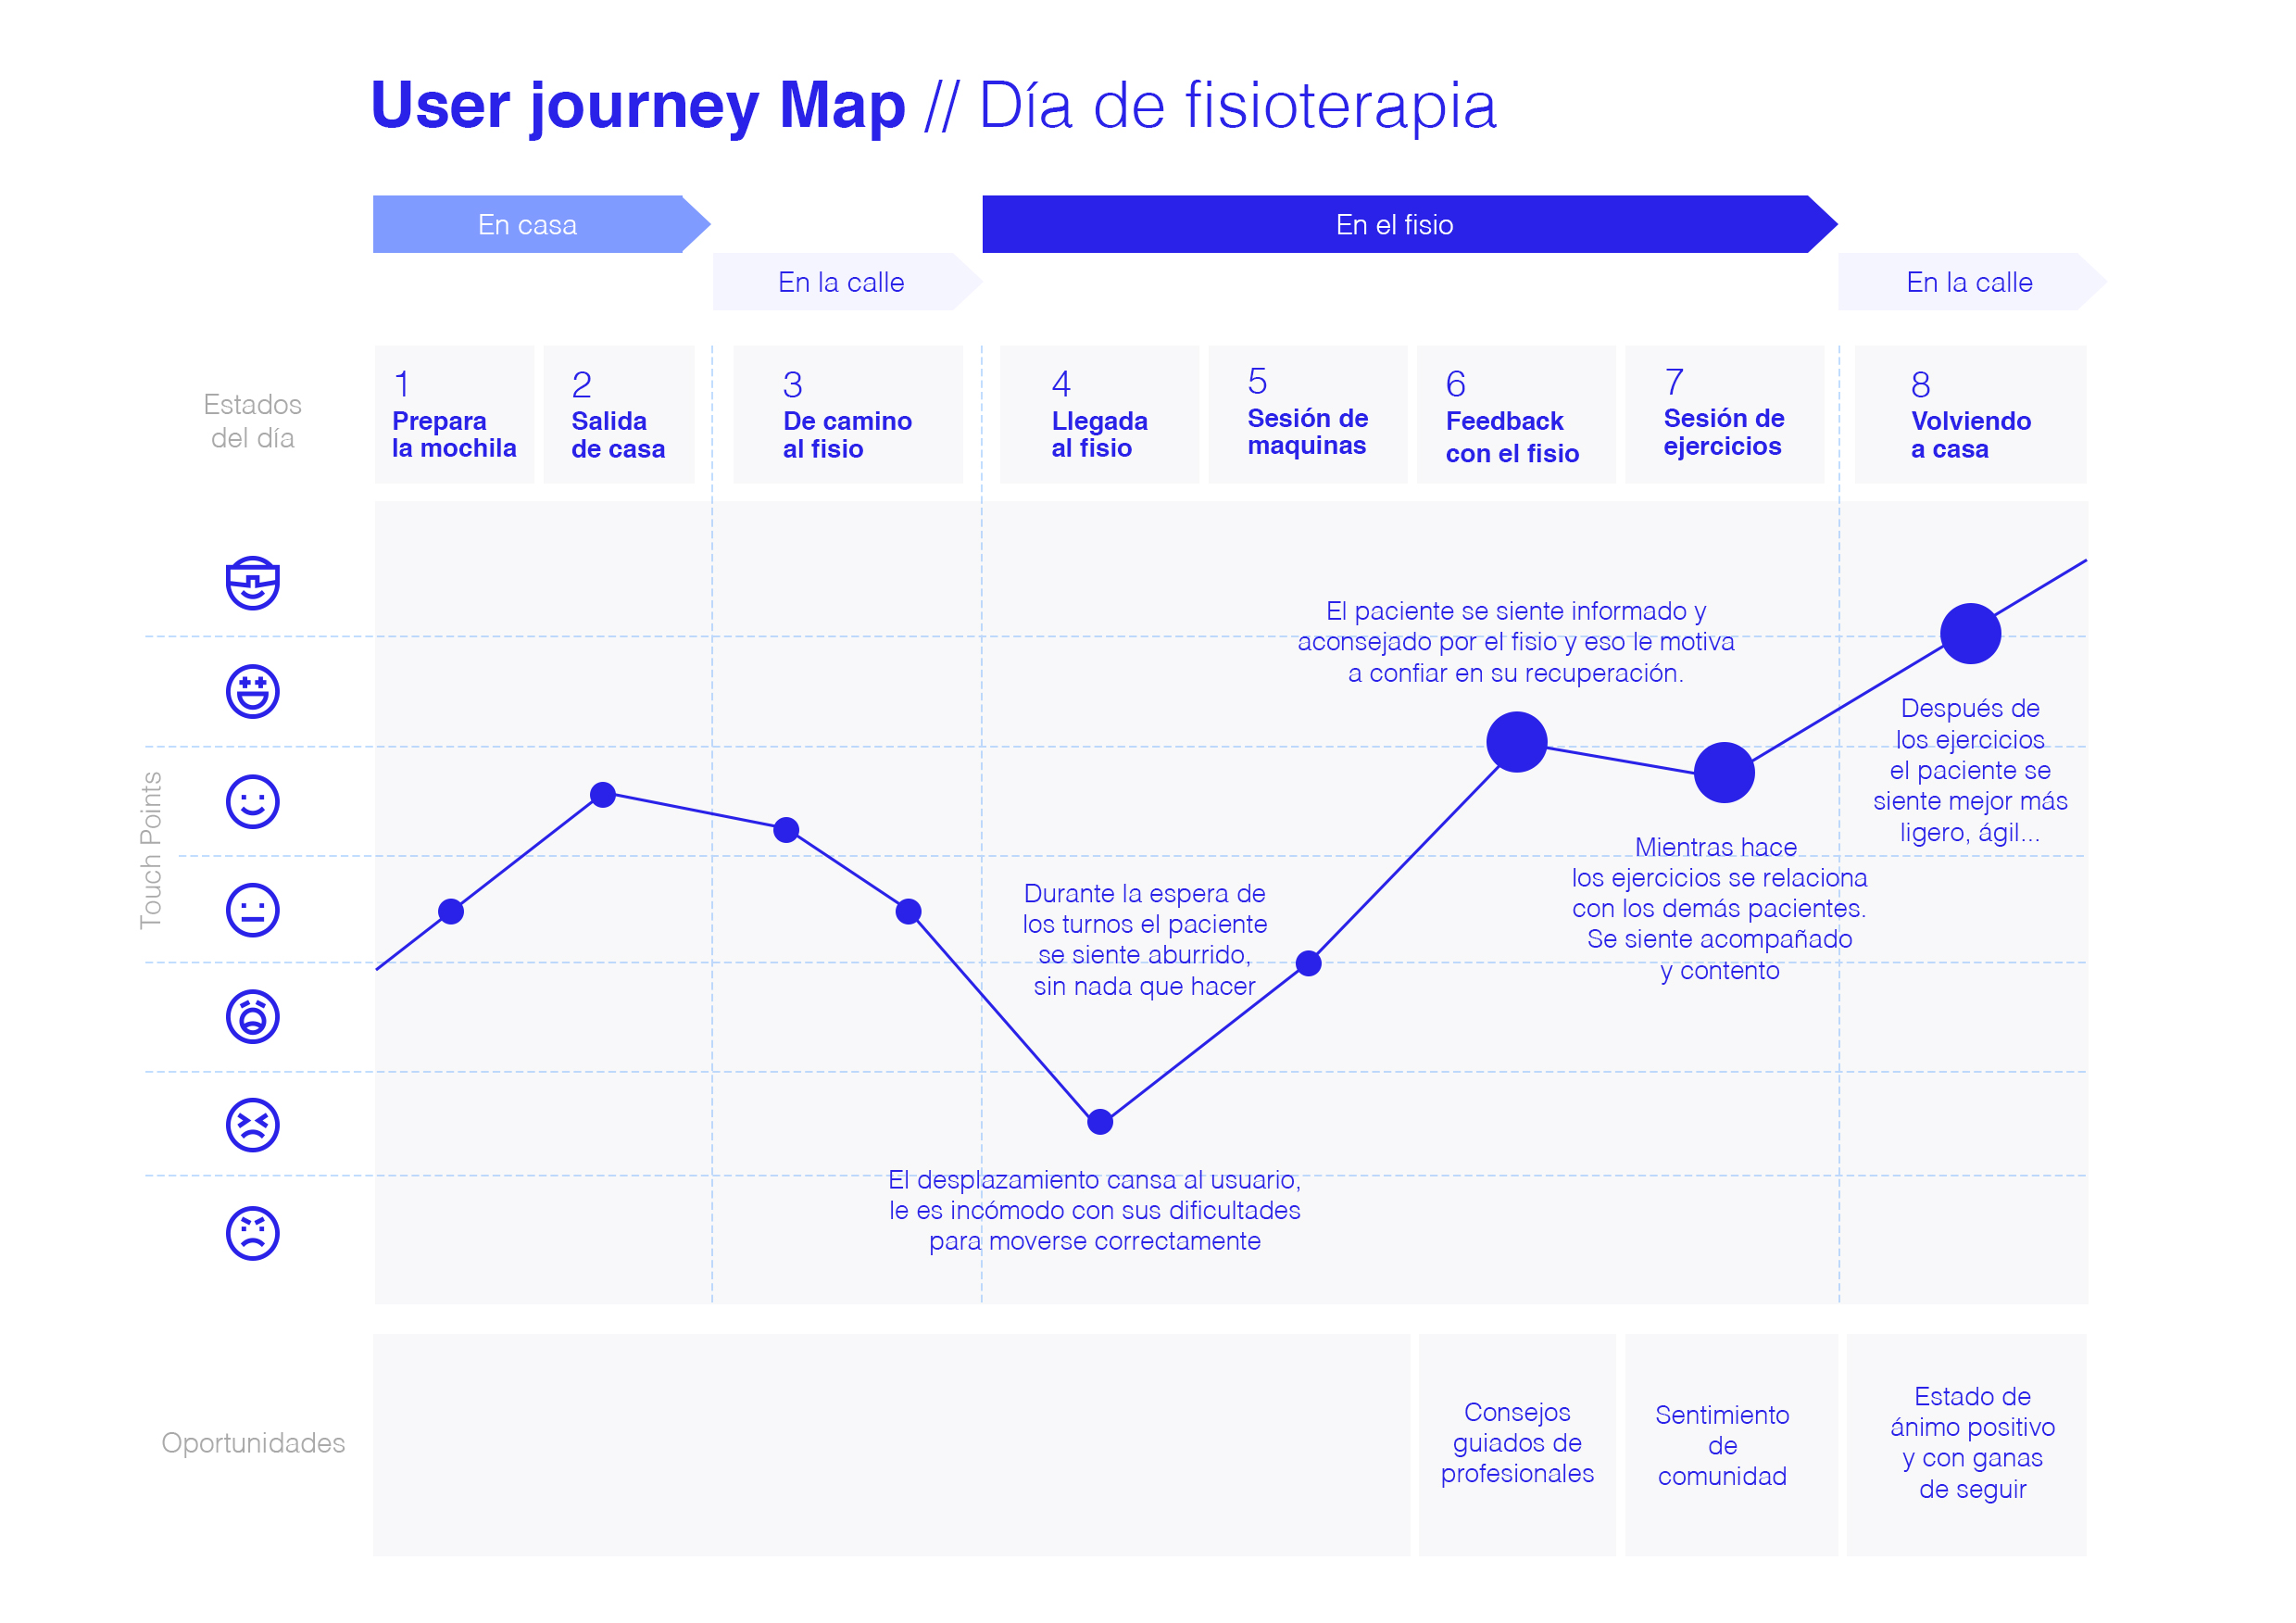 User journey Map // Día de fisioterapia
En casa
En el fisio
En la calle
En la calle
Estados
del día
1
Prepara
la mochila
2
Salida
de casa
3
De camino
al fisio
4
Llegada
al fisio
5
Sesión de
maquinas
6
Feedback
con el fisio
7
Sesión de
ejercicios
8
Volviendo
a casa
Touch Points
El paciente se siente informado y
aconsejado por el fisio y eso le motiva
a confiar en su recuperación.
Después de
los ejercicios
el paciente se
siente mejor más
ligero, ágil...
Mientras hace
los ejercicios se relaciona
con los demás pacientes.
Se siente acompañado
y contento
Durante la espera de
los turnos el paciente
se siente aburrido,
sin nada que hacer
El desplazamiento cansa al usuario,
le es incómodo con sus dificultades
para moverse correctamente
Oportunidades
Consejos
guiados de
profesionales
Sentimiento
de
comunidad
Estado de
ánimo positivo
y con ganas
de seguir